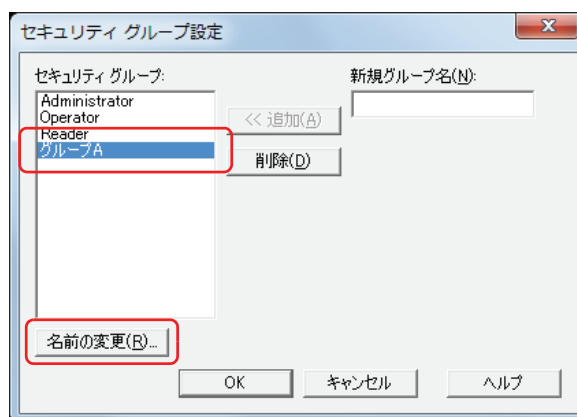 セキュリティ グループ設定
セキュリティ グループ:
新規グループ名(N):
Administrator
Operator
Reader
グループA
<< 追加(A)
削除(D)
名前の変更(R)...
OK
キャンセル
ヘルプ